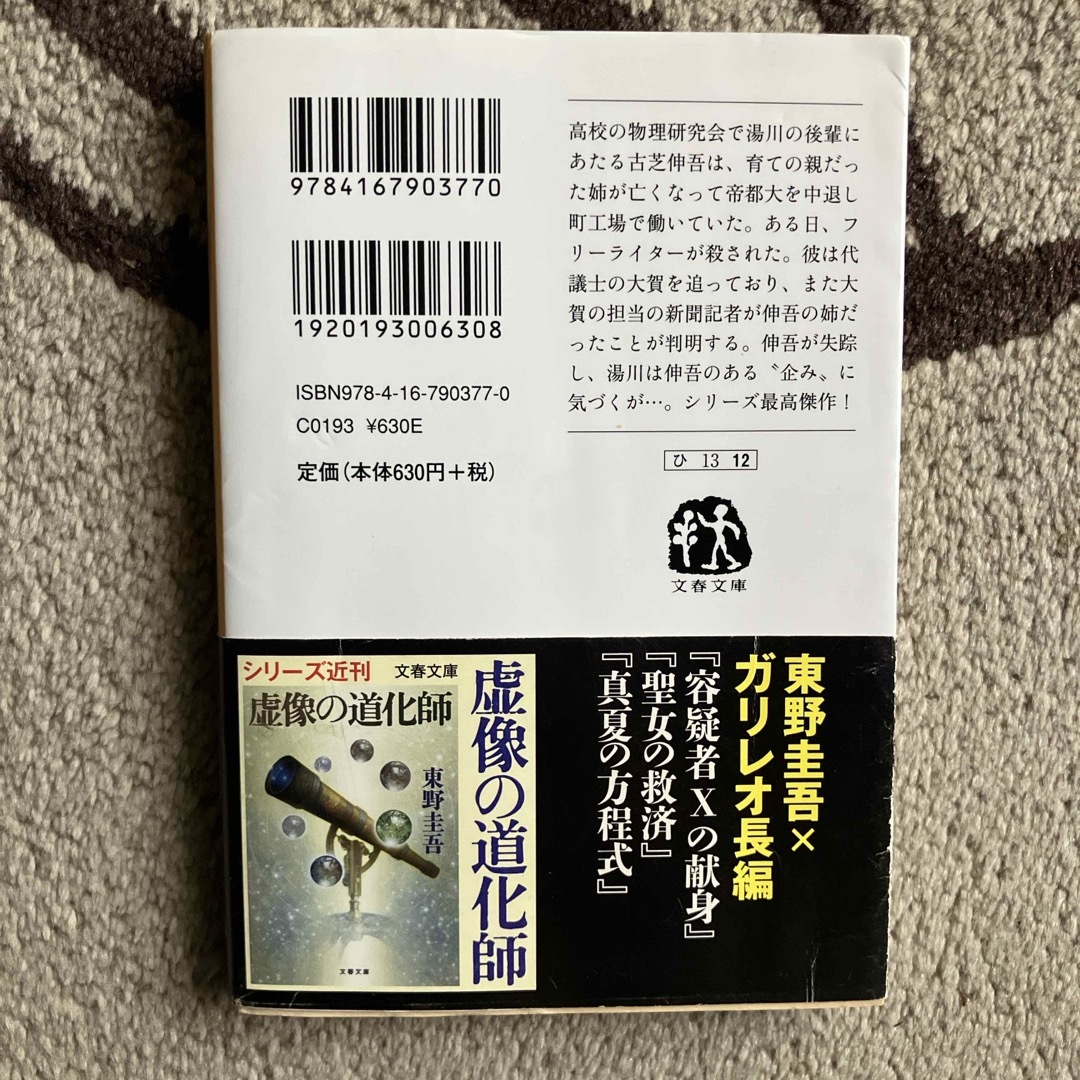 9784167903770
1920193006308
ISBN978-4-16-790377-0
C0193 ¥630E
定価(本体630円+税)
高校の物理研究会で湯川の後輩に
あたる古芝伸吾は、育ての親だっ
た姉が亡くなって帝都大を中退し
町工場で働いていた。ある日、フ
リーライターが殺された。彼は代
議士の大賀を追っており、また大
賀の担当の新聞記者が伸吾の姉だ
ったことが判明する。伸吾が失踪
し、湯川は伸吾のある〝企み〟に
気づくが…。シリーズ最高傑作!
ひ 13 12
文春文庫
東野圭吾×
ガリレオ長編
『容疑者Xの献身』
『聖女の救済』
『真夏の方程式』
虚像の道化師
シリーズ近刊 文春文庫
虚像の道化師
東野圭吾
文春文庫